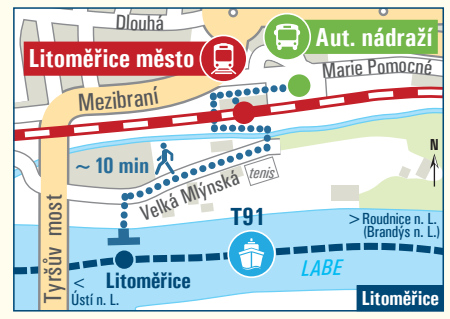 Dlouhá
Aut. nádraží
Litoměřice město
Marie Pomocné
Mezibraní
N
~ 10 min
tenis
Velká Mlýnská
Tyršův most
T91
> Roudnice n. L.
(Brandýs n. L.)
Litoměřice
LABE
<
Ústí n. L.
Litoměřice